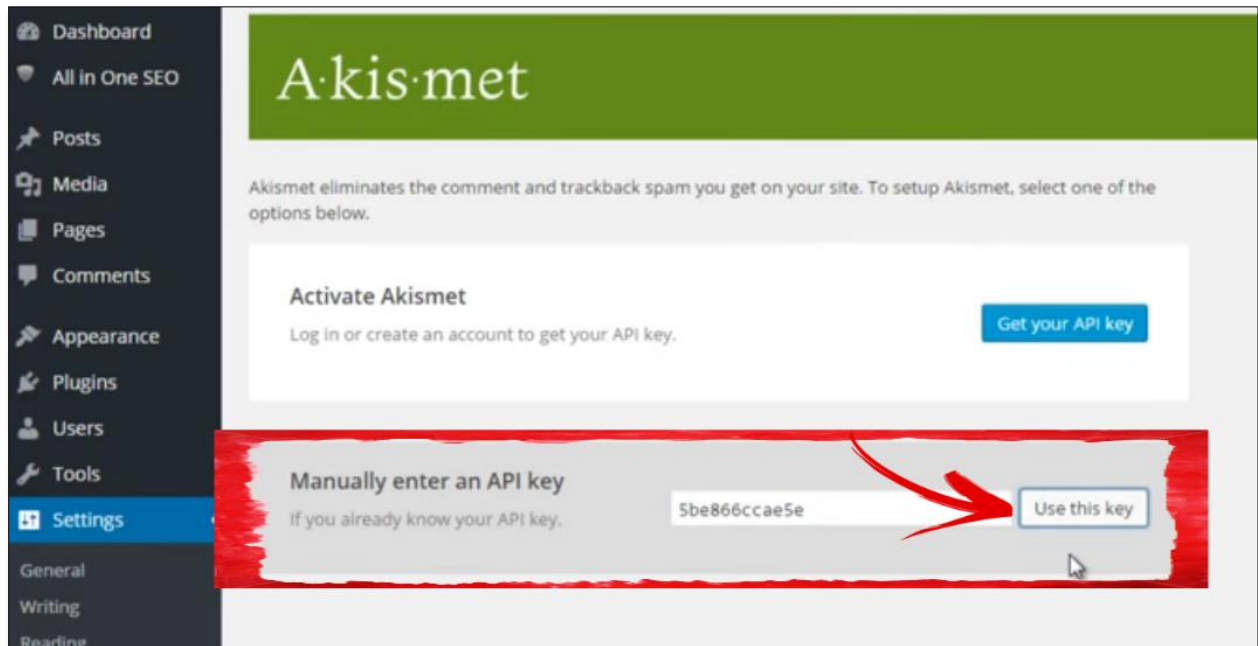 Dashboard
All in One SEO
Posts
Media
Pages
Comments
Appearance
Plugins
Users
Tools
Settings
General
Writing
Reading
A·kis·met
Akismet eliminates the comment and trackback spam you get on your site. To setup Akismet, select one of the
options below.
Activate Akismet
Log in or create an account to get your API key.
Get your API key
Manually enter an API key
If you already know your API key.
5be866ccae5e
Use this key